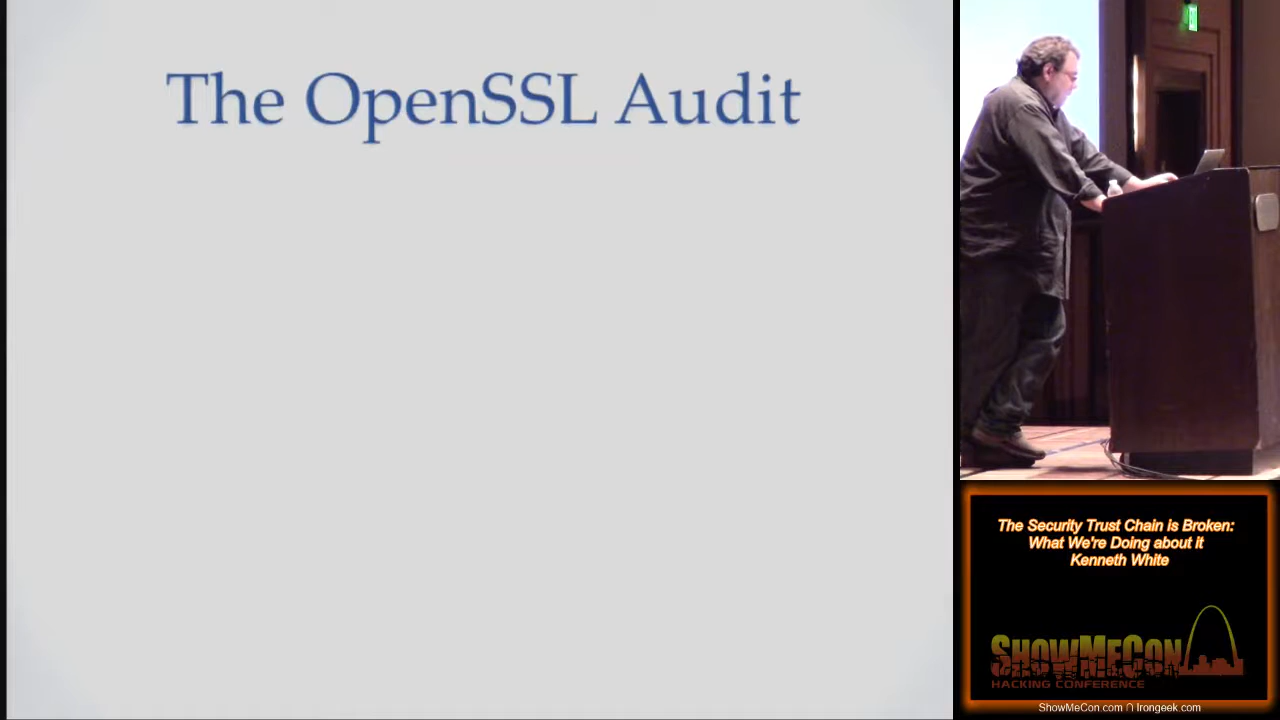 The OpenSSL Audit
The Security Trust Chain is Broken:
What We're Doing about it
Kenneth White
ShowMeCon
HACKING CONFERENCE
ShowMeCon.com ∩ Irongeek.com